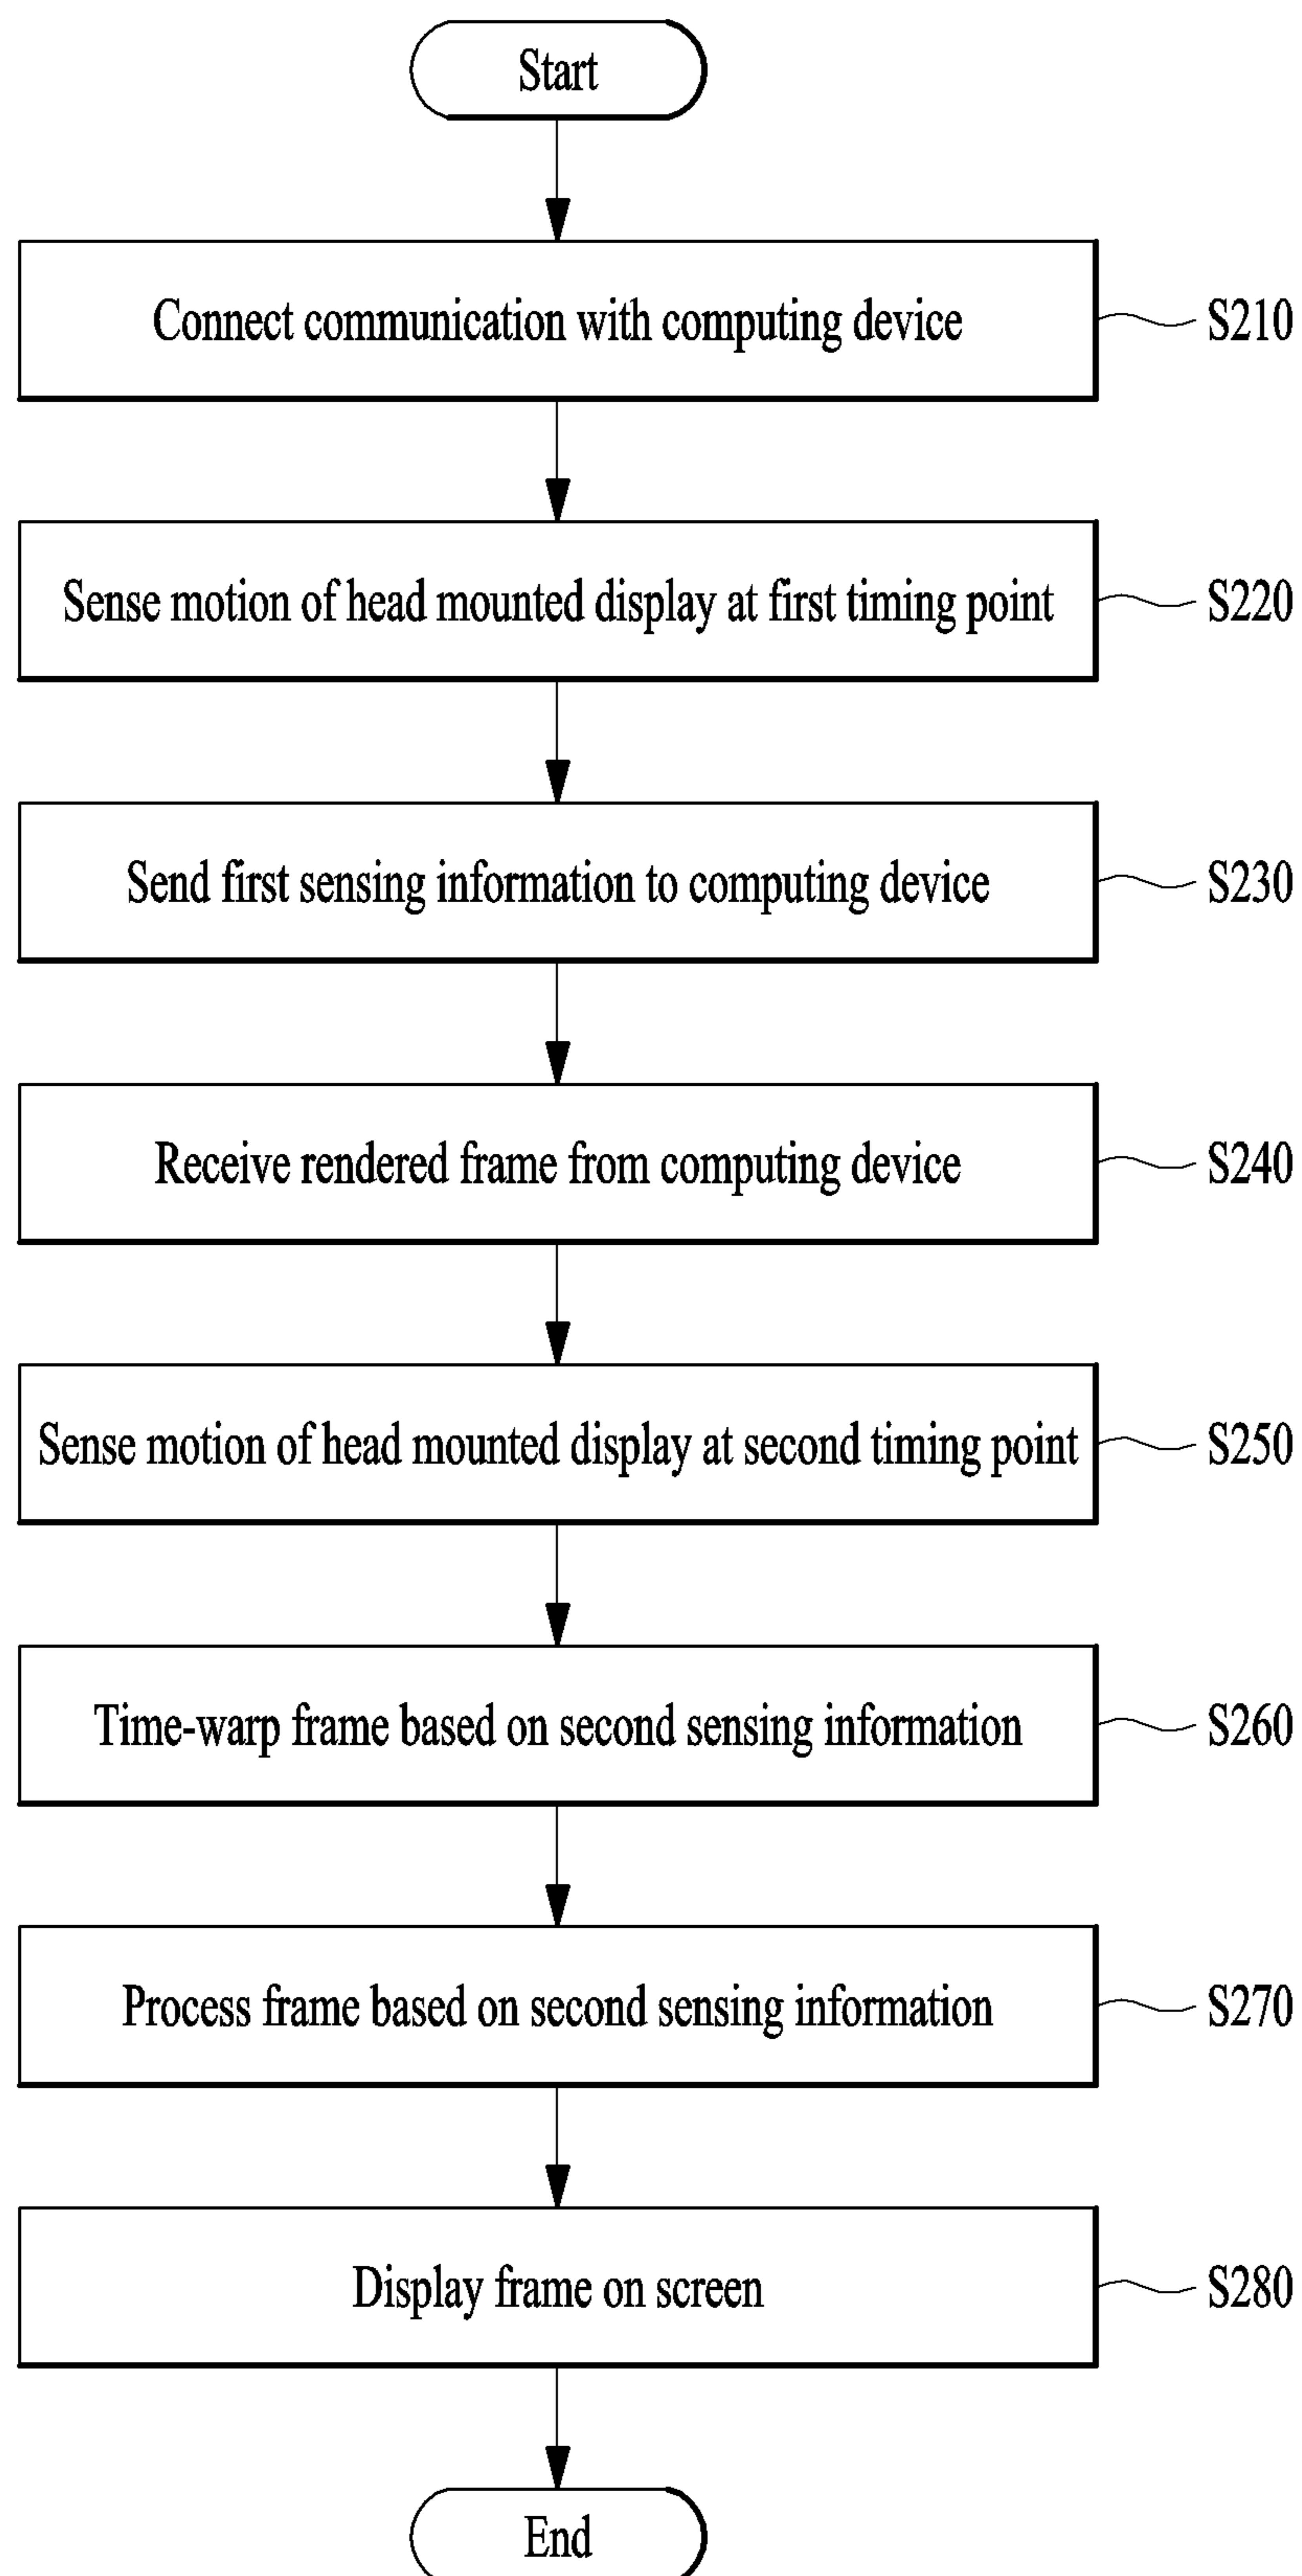 Start
Connect communication with computing device
S210
Sense motion of head mounted display at first timing point
S220
Send first sensing information to computing device
S230
Receive rendered frame from computing device
S240
Sense motion of head mounted display at second timing point
S250
Time-warp frame based on second sensing information
S260
Process frame based on second sensing information
S270
Display frame on screen
S280
End